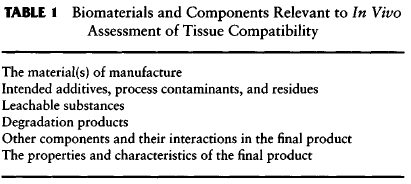 TABLE 1 Biomaterials and Components Relevant to In Vivo
Assessment of Tissue Compatibility
The material(s) of manufacture
Intended additives, process contaminants, and residues
Leachable substances
Degradation products
Other components and their interactions in the final product
The properties and characteristics of the final product